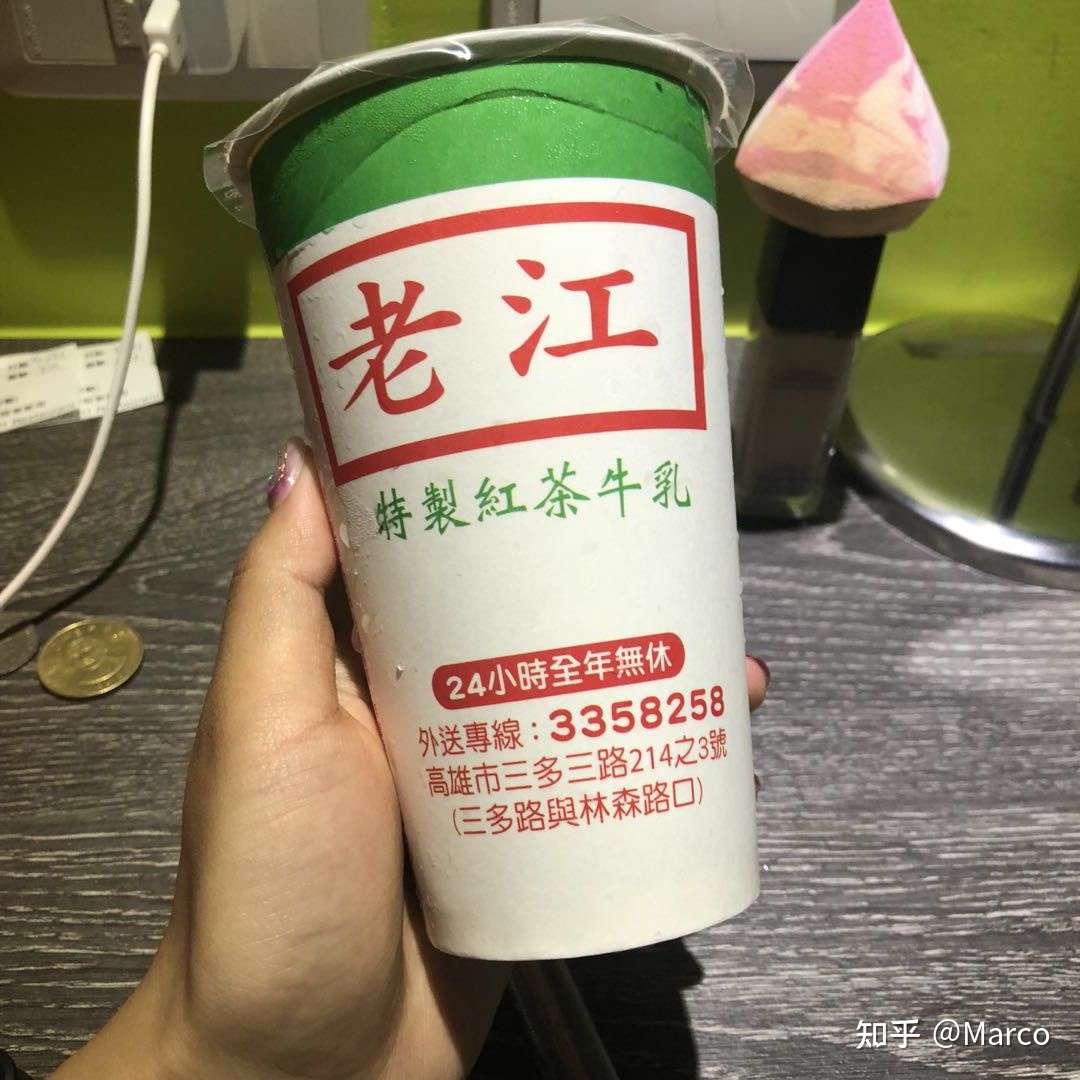 老江
特製紅茶牛乳
24小時全年無休
外送專線：3358258
高雄市三多三路214之3號
(三多路與林森路口)
知乎 @Marco